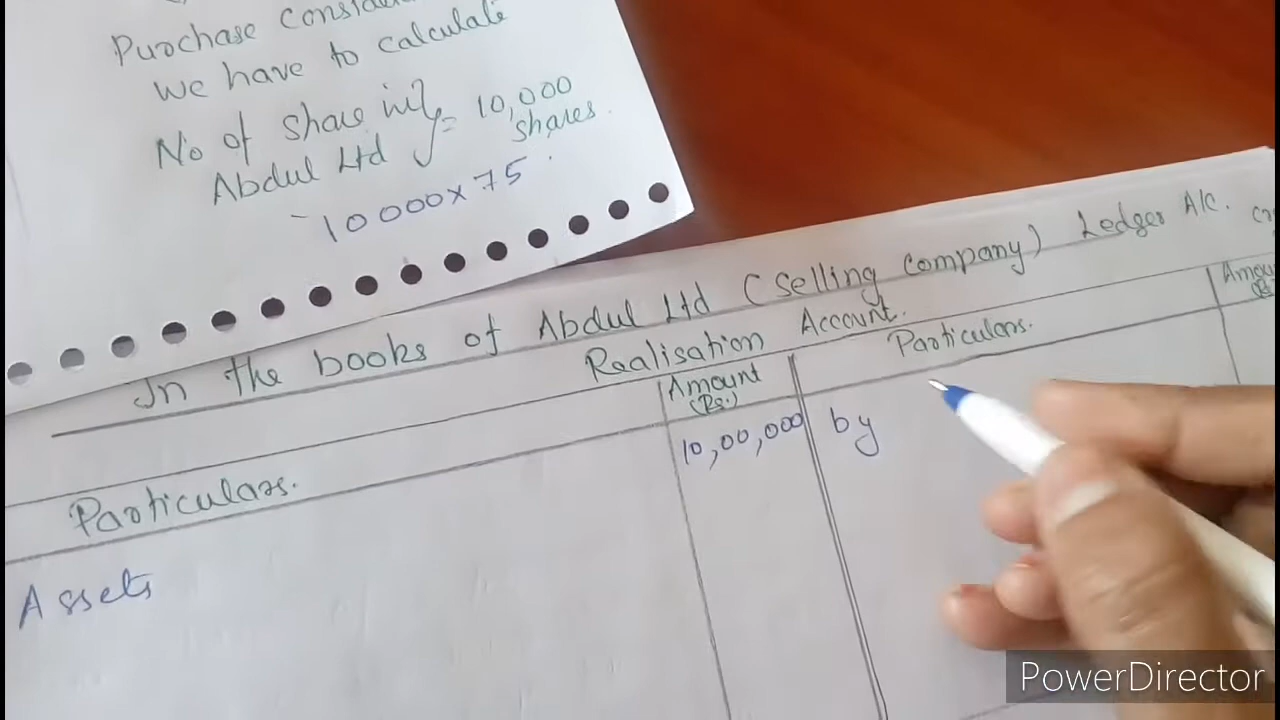 Purchase
We have to calculate
No of share in
Abdul Ltd = 10,000
shares.
10000x75
In the books of Abdul Ltd (Selling Company) Ledger A/c.
Realisation Account.
Particulars. Amount (Rs.) Particulars.
Assets 10,00,000 by
PowerDirector